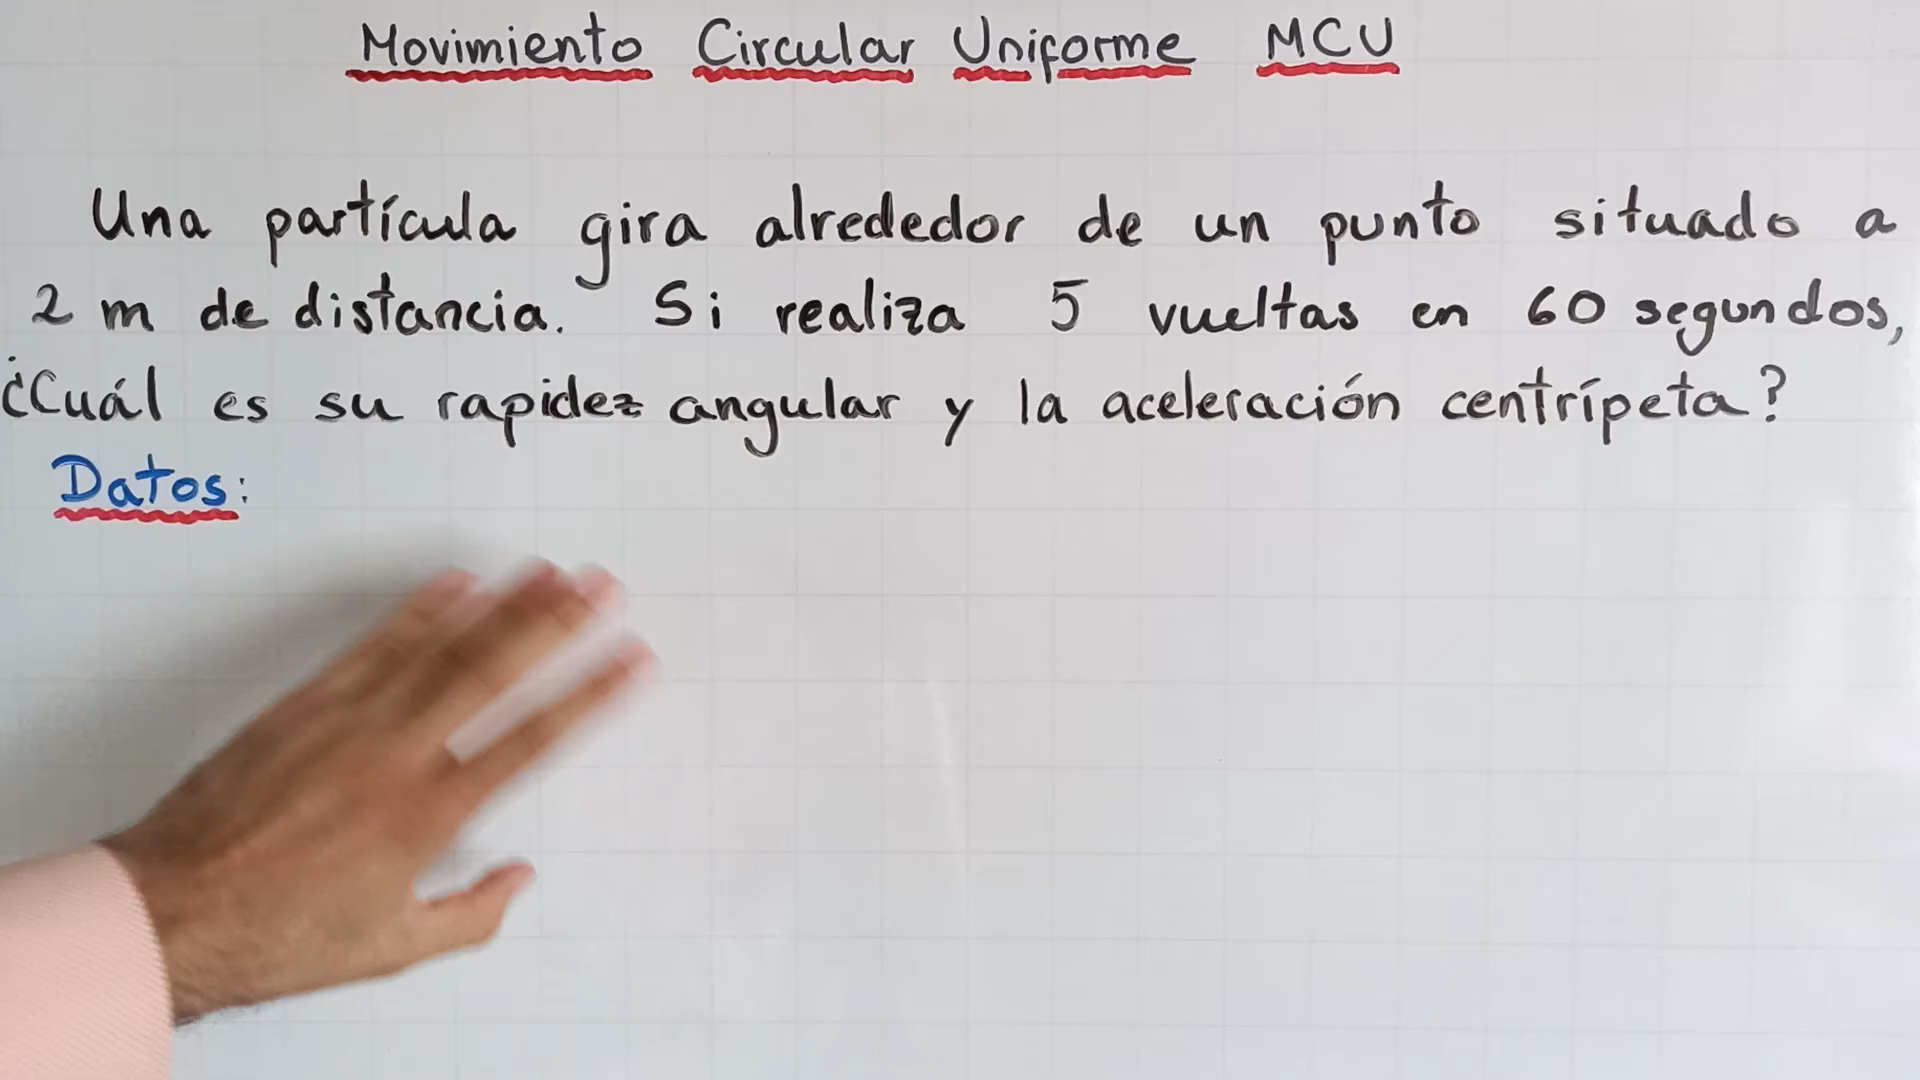 Movimiento Circular Uniforme MCU
Una partícula gira alrededor de un punto situado a
2 m de distancia. Si realiza 5 vueltas en 60 segundos,
¿Cuál es su rapidez angular y la aceleración centrípeta?
Datos: